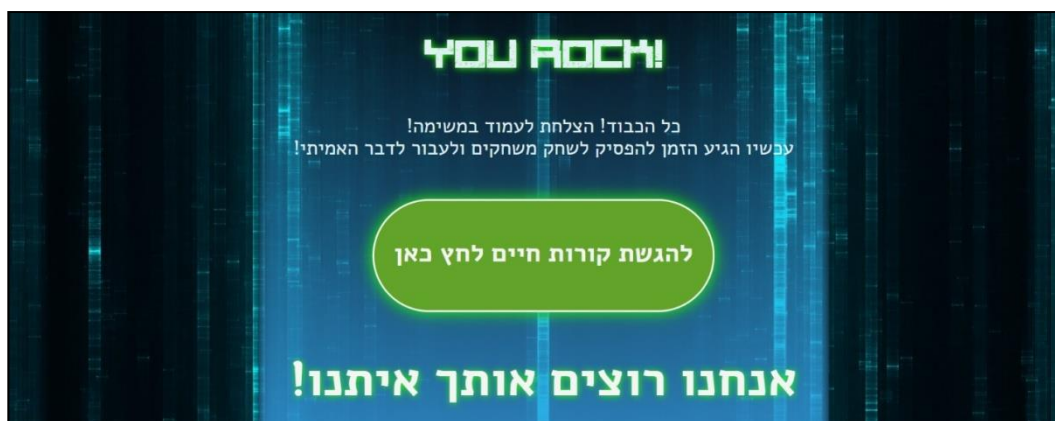 YOU ROCK!
כל הכבוד! הצלחת לעמוד במשימה!
עכשיו הגיע הזמן להפסיק לשחק משחקים ולעבור לדבר האמיתי!
להגשת קורות חיים לחץ כאן
אנחנו רוצים אותך איתנו!